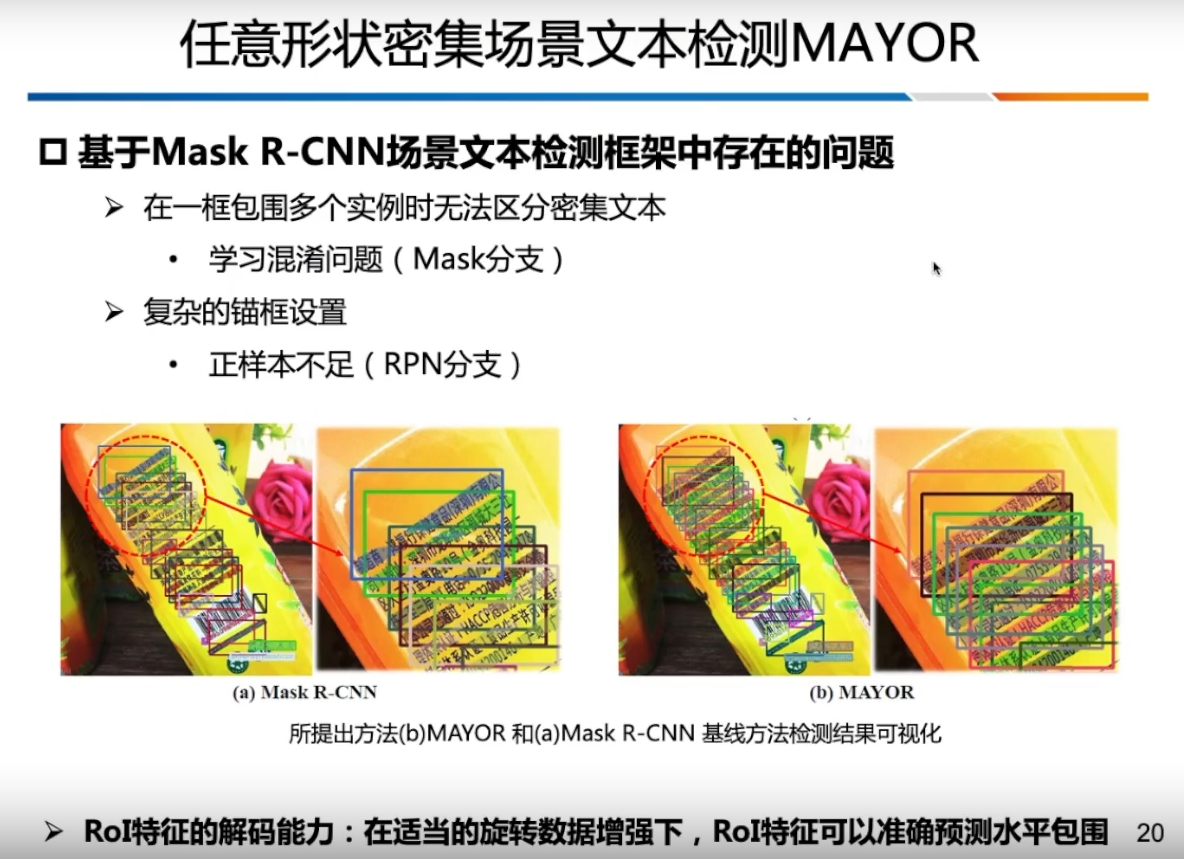 任意形状密集场景文本检测MAYOR
基于Mask R-CNN场景文本检测框架中存在的问题
在一框包围多个实例时无法区分密集文本
学习混淆问题（Mask分支）
复杂的锚框设置
正样本不足（RPN分支）
(a) Mask R-CNN
(b) MAYOR
所提出方法(b)MAYOR 和(a)Mask R-CNN 基线方法检测结果可视化
RoI特征的解码能力：在适当的旋转数据增强下，RoI特征可以准确预测水平包围
20